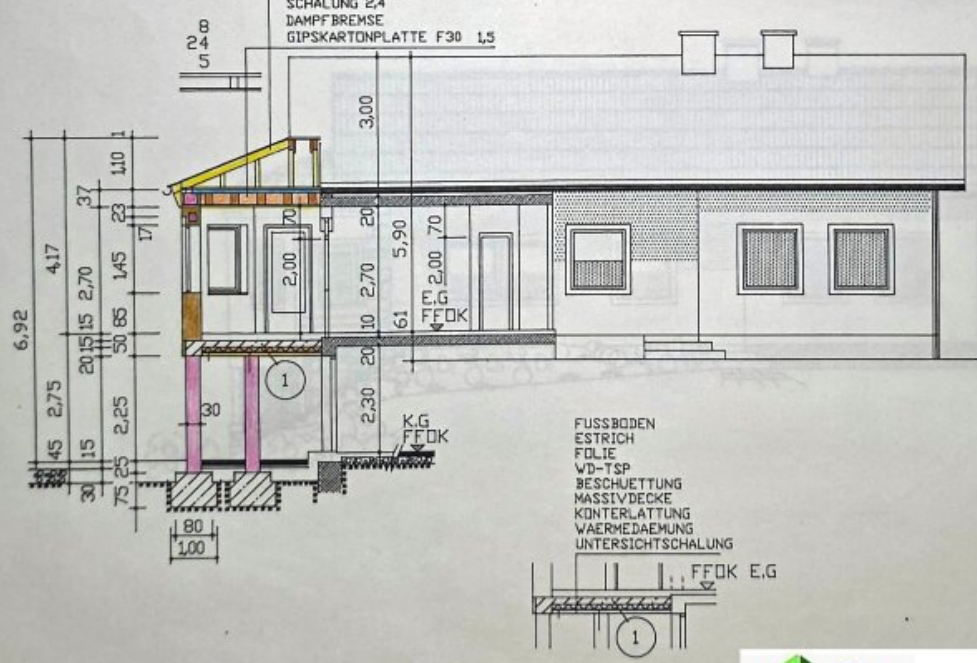 SCHALUNG 2,4
DAMPFBREMSE
GIPSKARTONPLATTE F30 1,5
8
24
5
3,00
1
1,10
37
23
17
70
20
70
4,17
2,70
1,45
2,00
2,70
5,90
2,00
E.G
FFOK
6,92
15
85
10
61
15
50
20
20
1
2,75
2,25
30
2,30
K.G
FFOK
45
15
25
30
75
80
1,00
FUSSBODEN
ESTRICH
FOLIE
WD-TSP
BESCHUETTUNG
MASSIVDECKE
KONTERLATTUNG
WAERMEDAEMUNG
UNTERSICHTSCHALUNG
FFOK E.G
1